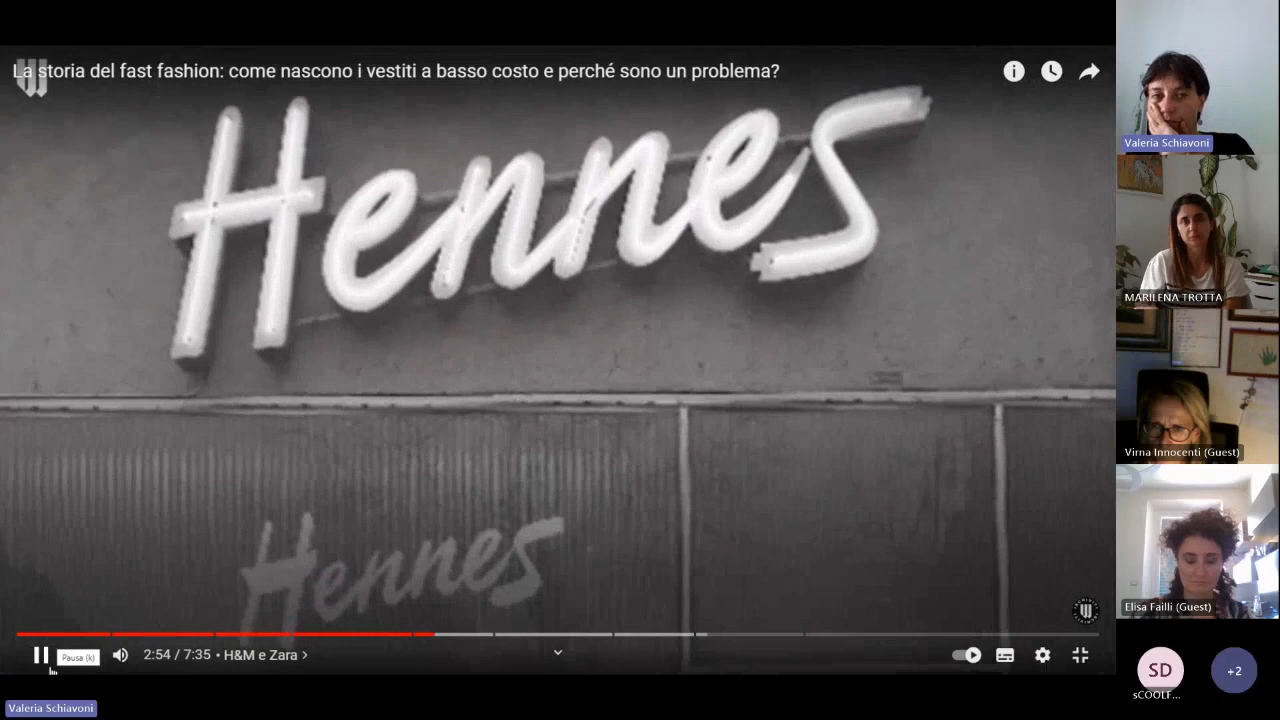 La storia del fast fashion: come nascono i vestiti a basso costo e perché sono un problema?
Hennes
Hennes
Pausa (k)
2:54 / 7:35 • H&M e Zara
Valeria Schiavoni
Valeria Schiavoni
MARILENA TROTTA
Virna Innocenti (Guest)
Elisa Failli (Guest)
SD
sCOOLF...
+2